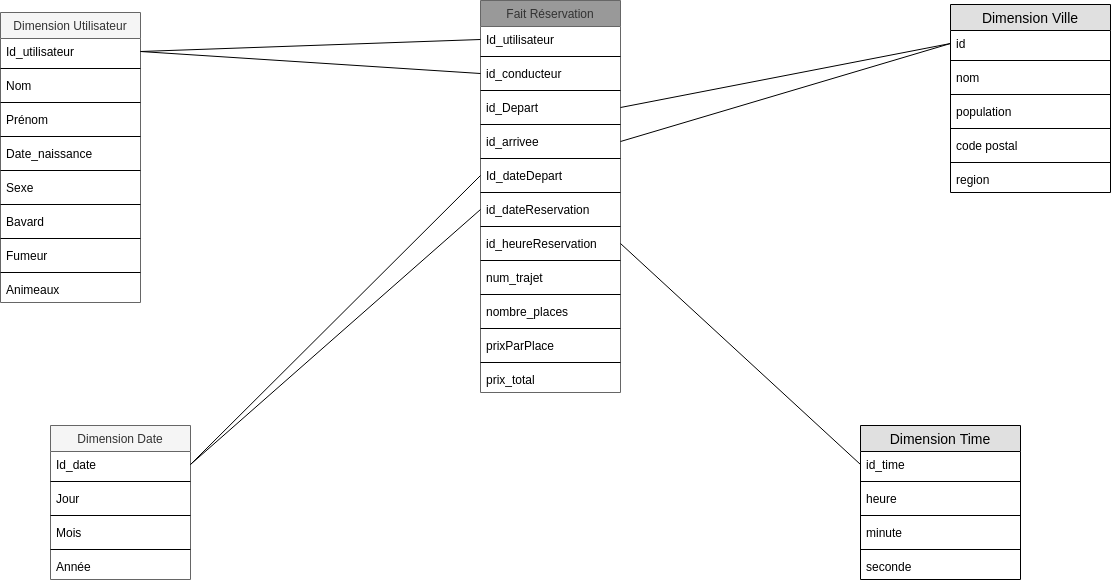 Dimension Utilisateur
Id_utilisateur
Nom
Prénom
Date_naissance
Sexe
Bavard
Fumeur
Animeaux
Fait Réservation
Id_utilisateur
id_conducteur
id_Depart
id_arrivee
Id_dateDepart
id_dateReservation
id_heureReservation
num_trajet
nombre_places
prixParPlace
prix_total
Dimension Ville
id
nom
population
code postal
region
Dimension Date
Id_date
Jour
Mois
Année
Dimension Time
id_time
heure
minute
seconde